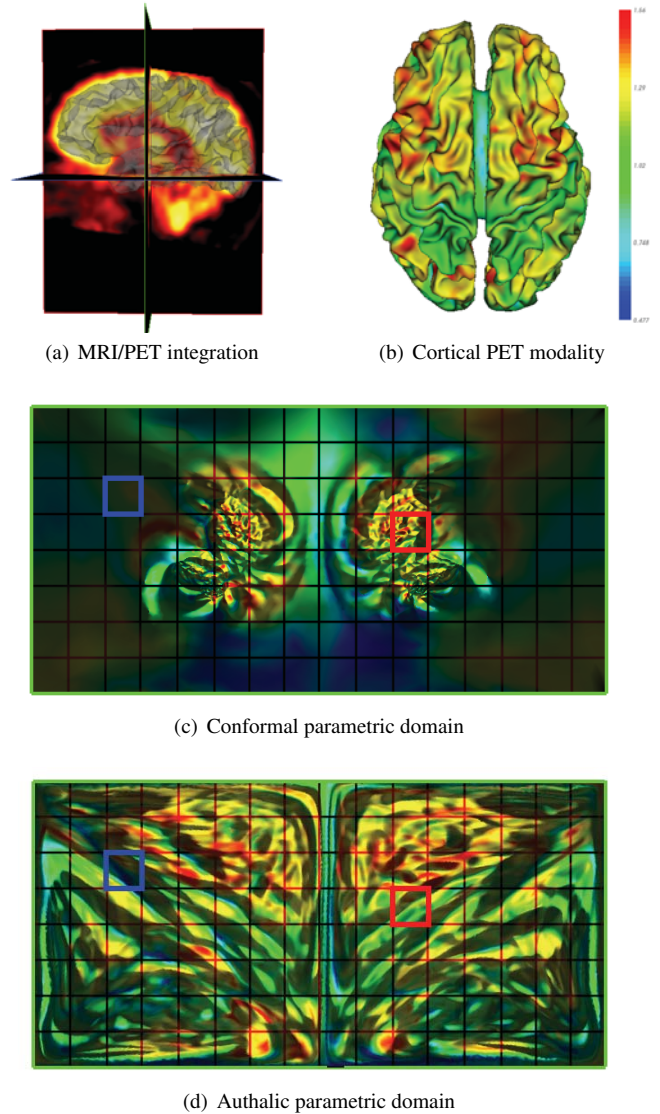 1.56
1.29
1.02
0.748
0.477
(a) MRI/PET integration
(b) Cortical PET modality
(c) Conformal parametric domain
(d) Authalic parametric domain